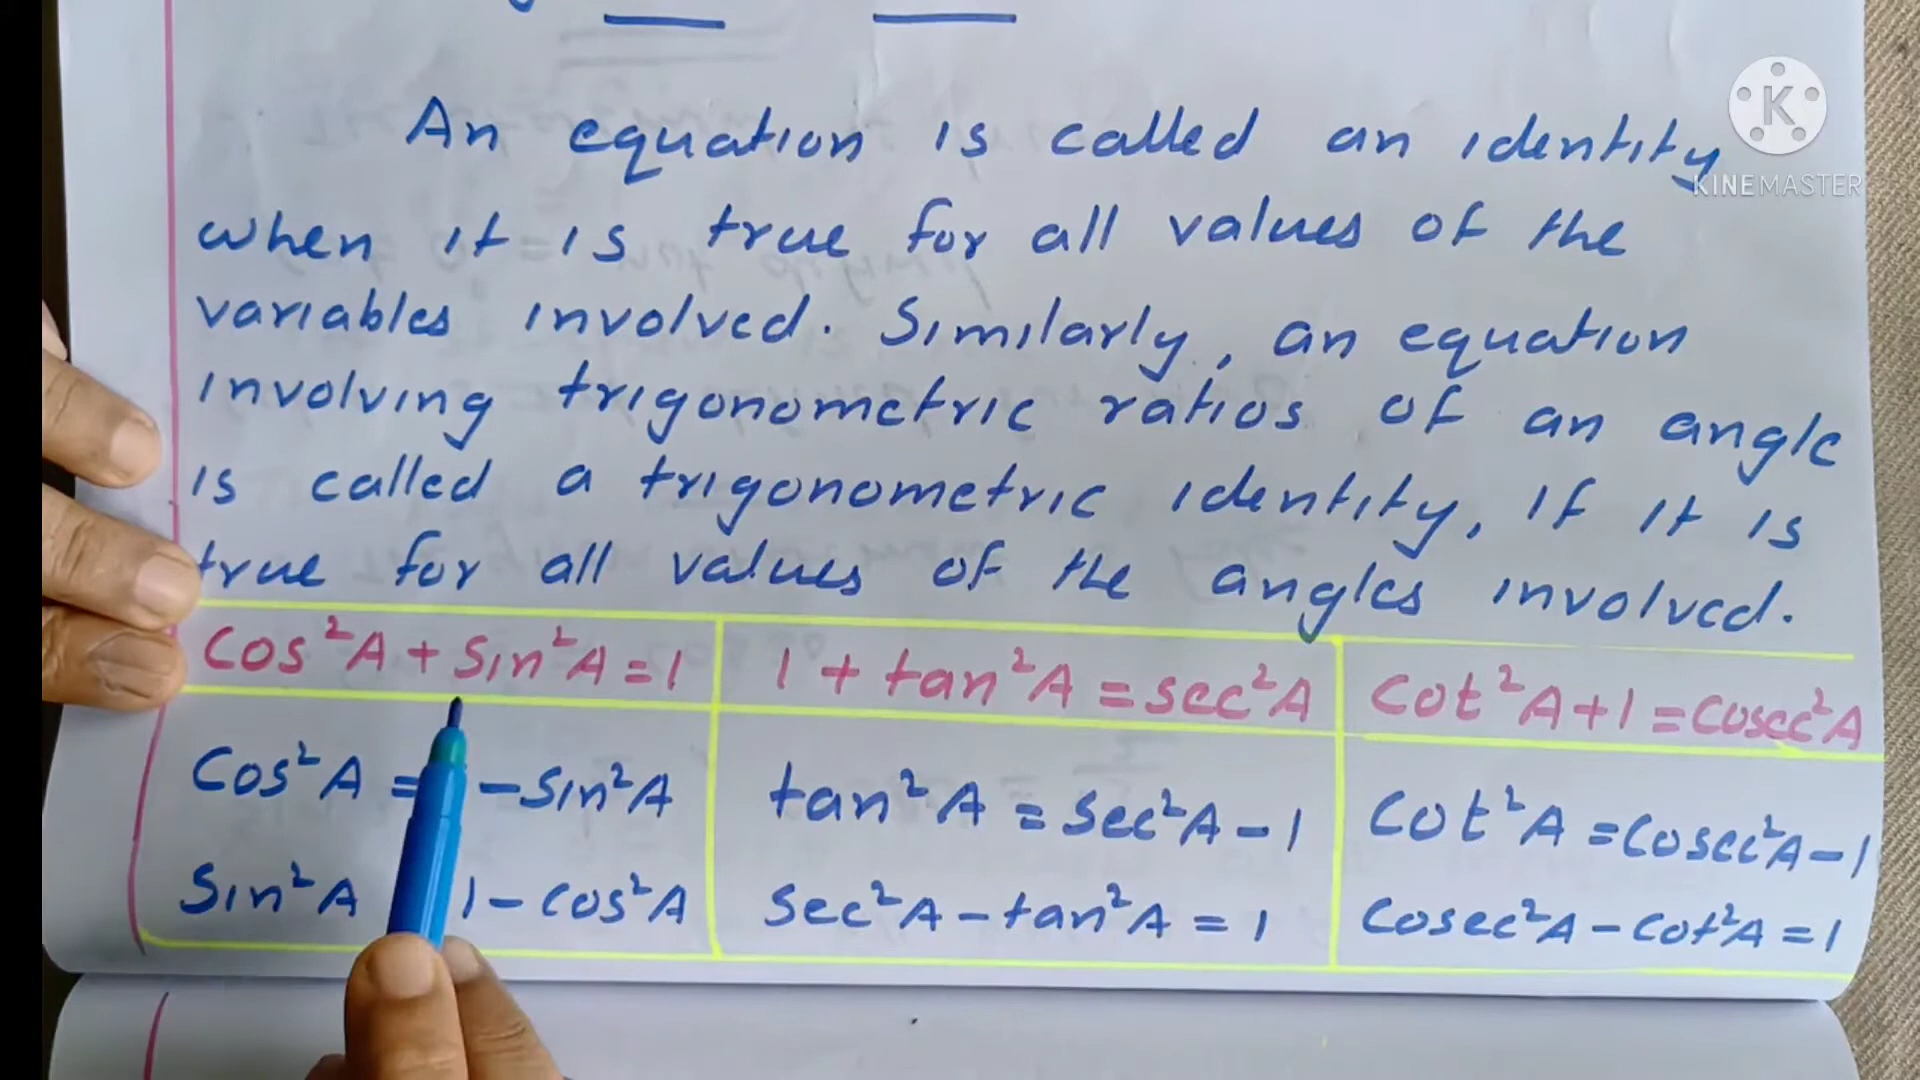 An equation is called an identity
KINEMASTER
when it is true for all values of the
variables involved. Similarly, an equation
involving trigonometric ratios of an angle
is called a trigonometric identity, if it is
true for all values of the angles involved.
Cos²A + Sin²A = 1
Cos²A = - Sin²A
Sin²A 1 - Cos²A
1 + tan²A = sec²A
tan²A = sec²A - 1
sec²A - tan²A = 1
Cot²A + 1 = Cosec²A
Cot²A = Cosec²A - 1
Cosec²A - Cot²A = 1